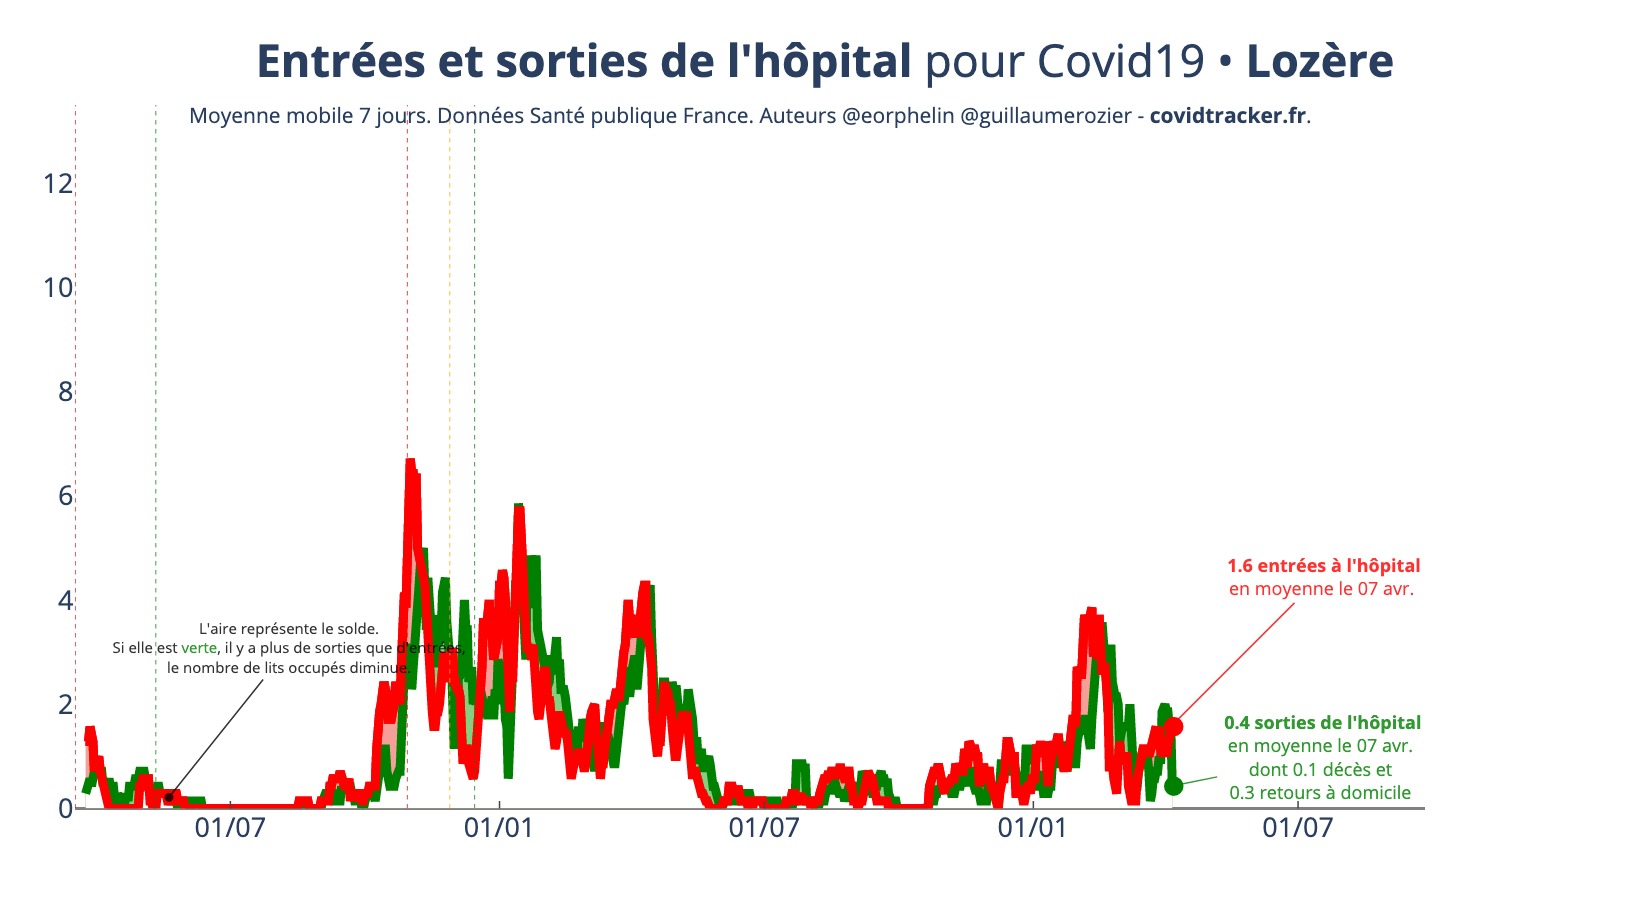 Entrées et sorties de l'hôpital pour Covid19 • Lozère
Moyenne mobile 7 jours. Données Santé publique France. Auteurs @eorphelin @guillaumerozier - covidtracker.fr.
12
10
8
6
4
2
0
L'aire représente le solde.
Si elle est verte, il y a plus de sorties que d'entrées,
le nombre de lits occupés diminue.
1.6 entrées à l'hôpital
en moyenne le 07 avr.
0.4 sorties de l'hôpital
en moyenne le 07 avr.
dont 0.1 décès et
0.3 retours à domicile
01/07
01/01
01/07
01/01
01/07